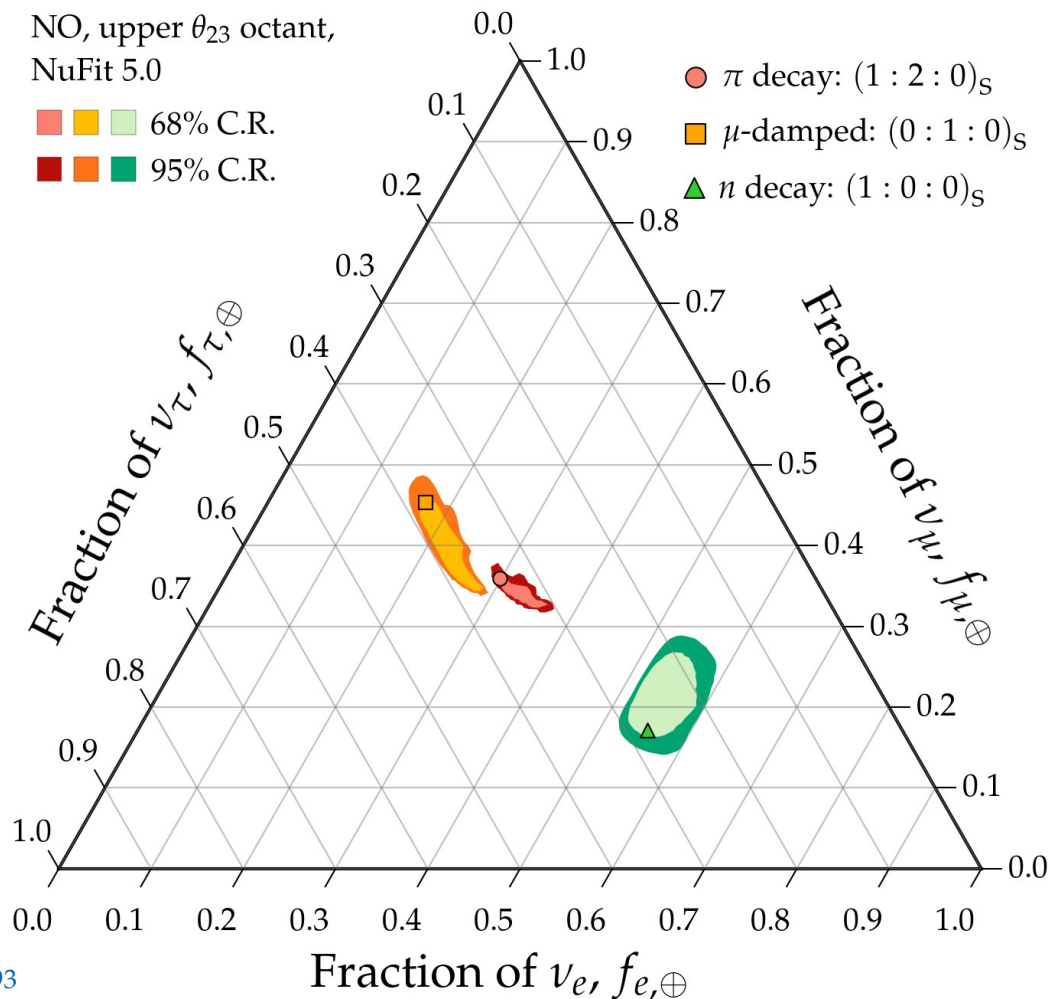 NO, upper θ₂₃ octant,
NuFit 5.0
68% C.R.
95% C.R.
π decay: (1 : 2 : 0)S
μ-damped: (0 : 1 : 0)S
n decay: (1 : 0 : 0)S
Fraction of ντ, fτ,⊕
0.0
0.1
0.2
0.3
0.4
0.5
0.6
0.7
0.8
0.9
1.0
Fraction of νμ, fμ,⊕
1.0
0.9
0.8
0.7
0.6
0.5
0.4
0.3
0.2
0.1
0.0
0.0 0.1 0.2 0.3 0.4 0.5 0.6 0.7 0.8 0.9 1.0
Fraction of νe, fe,⊕
93